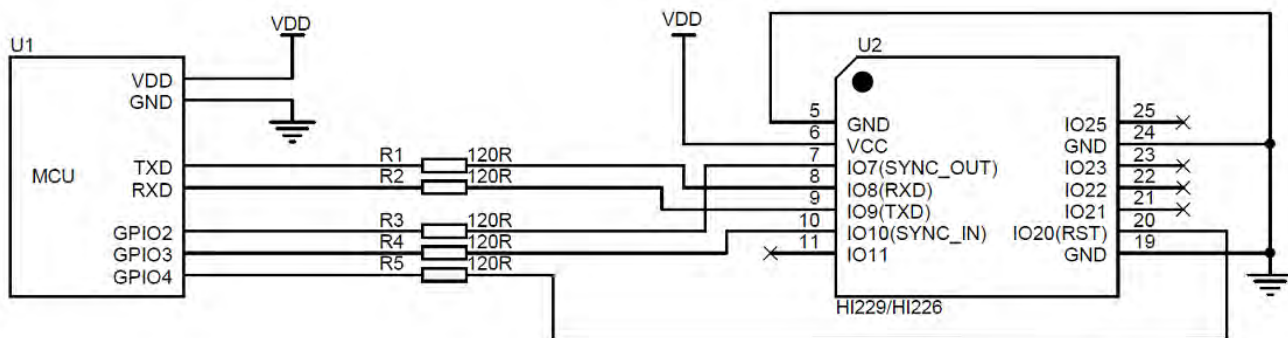 VDD
VDD
U1
U2
VDD
GND
MCU
TXD
RXD
GPIO2
GPIO3
GPIO4
R1 120R
R2 120R
R3 120R
R4 120R
R5 120R
5 GND
6 VCC
7 IO7(SYNC_OUT)
8 IO8(RXD)
9 IO9(TXD)
10 IO10(SYNC_IN)
11 IO11
IO25 25
GND 24
IO23 23
IO22 22
IO21 21
IO20(RST) 20
GND 19
HI229/HI226